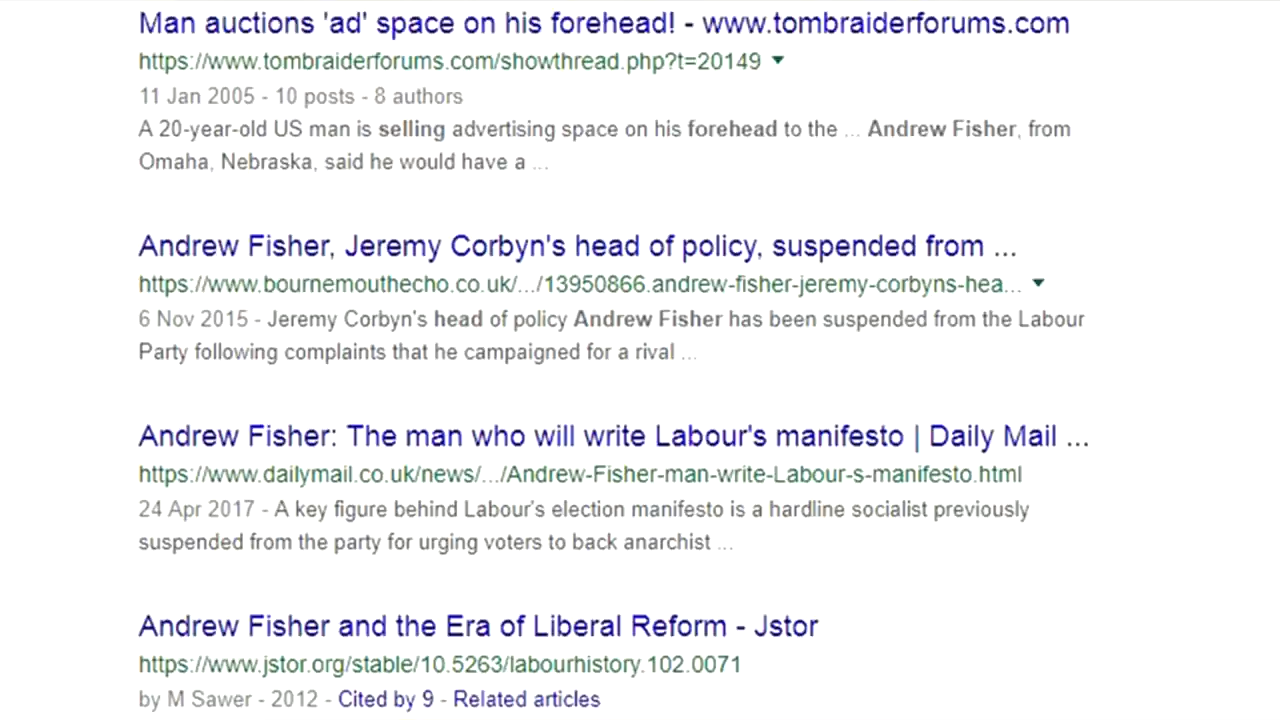 Man auctions 'ad' space on his forehead! - www.tombraiderforums.com
https://www.tombraiderforums.com/showthread.php?t=20149
11 Jan 2005 - 10 posts - 8 authors
A 20-year-old US man is selling advertising space on his forehead to the ... Andrew Fisher, from
Omaha, Nebraska, said he would have a ...
Andrew Fisher, Jeremy Corbyn's head of policy, suspended from ...
https://www.bournemouthecho.co.uk/.../13950866.andrew-fisher-jeremy-corbyns-hea...
6 Nov 2015 - Jeremy Corbyn's head of policy Andrew Fisher has been suspended from the Labour
Party following complaints that he campaigned for a rival ...
Andrew Fisher: The man who will write Labour's manifesto | Daily Mail ...
https://www.dailymail.co.uk/news/.../Andrew-Fisher-man-write-Labour-s-manifesto.html
24 Apr 2017 - A key figure behind Labour's election manifesto is a hardline socialist previously
suspended from the party for urging voters to back anarchist ...
Andrew Fisher and the Era of Liberal Reform - Jstor
https://www.jstor.org/stable/10.5263/labourhistory.102.0071
by M Sawer - 2012 - Cited by 9 - Related articles